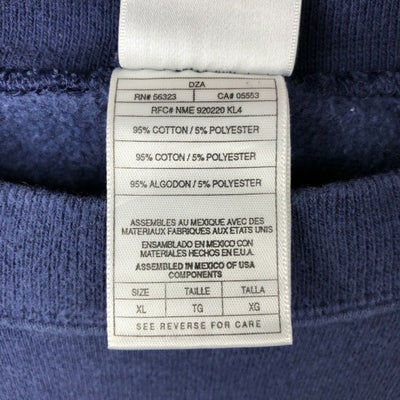 DZA
RN# 56323 CA# 05553
RFC# NME 920220 KL4
95% COTTON / 5% POLYESTER
95% COTON / 5% POLYESTER
95% ALGODON / 5% POLYESTER
ASSEMBLES AU MEXIQUE AVEC DES
MATERIAUX FABRIQUES AUX ETATS UNIS
ENSAMBLADO EN MEXICO CON
MATERIALES HECHOS EN E.U.A.
ASSEMBLED IN MEXICO OF USA
COMPONENTS
SIZE TAILLE TALLA
XL TG XG
SEE REVERSE FOR CARE